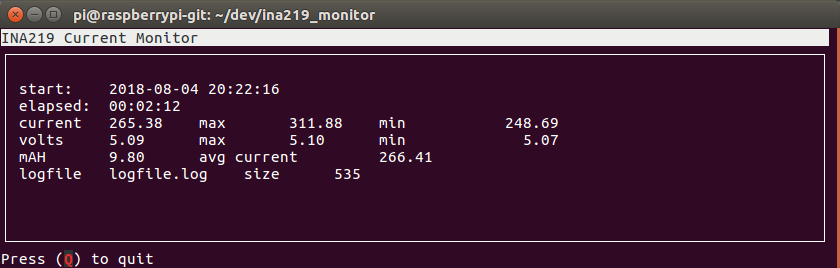 pi@raspberrypi-git: ~/dev/ina219_monitor
INA219 Current Monitor
start: 2018-08-04 20:22:16
elapsed: 00:02:12
current 265.38 max 311.88 min 248.69
volts 5.09 max 5.10 min 5.07
mAH 9.80 avg current 266.41
logfile logfile.log size 535
Press (Q) to quit